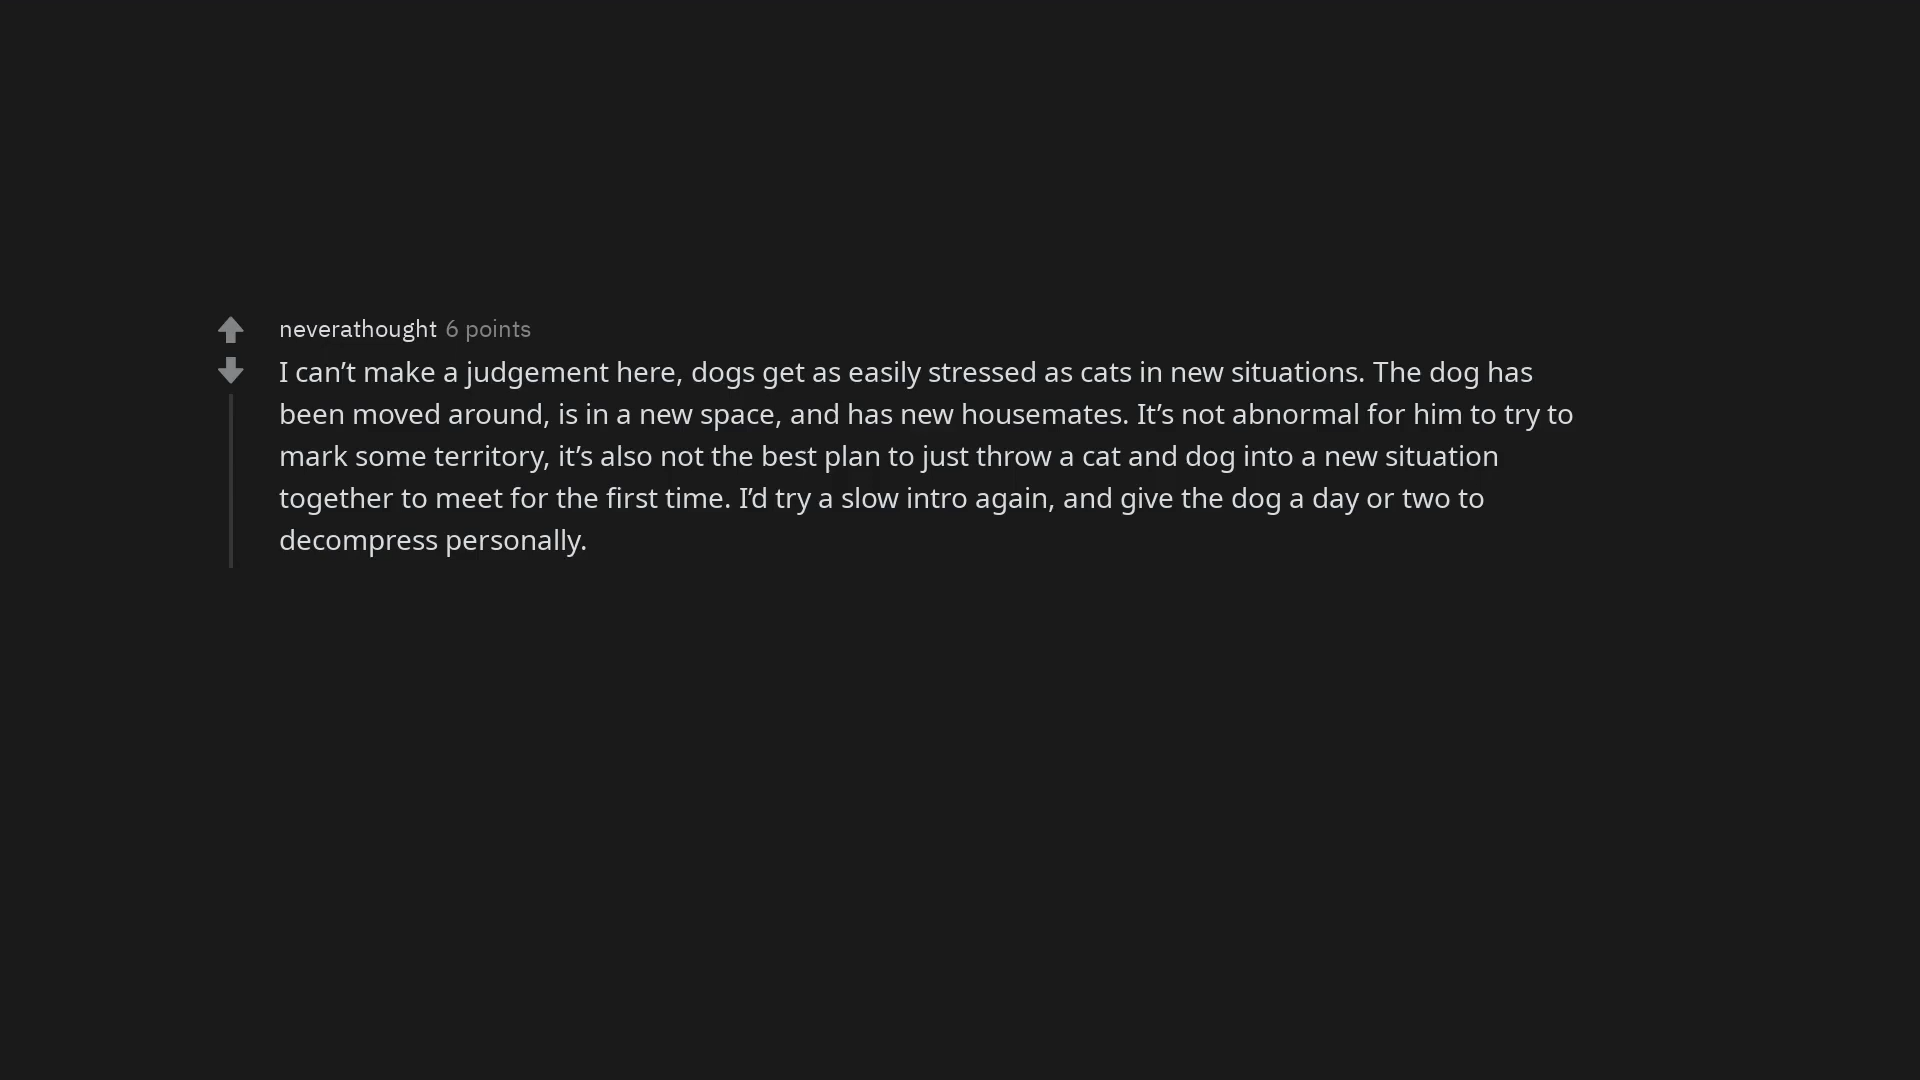 neverathought 6 points
I can’t make a judgement here, dogs get as easily stressed as cats in new situations. The dog has
been moved around, is in a new space, and has new housemates. It’s not abnormal for him to try to
mark some territory, it’s also not the best plan to just throw a cat and dog into a new situation
together to meet for the first time. I’d try a slow intro again, and give the dog a day or two to
decompress personally.